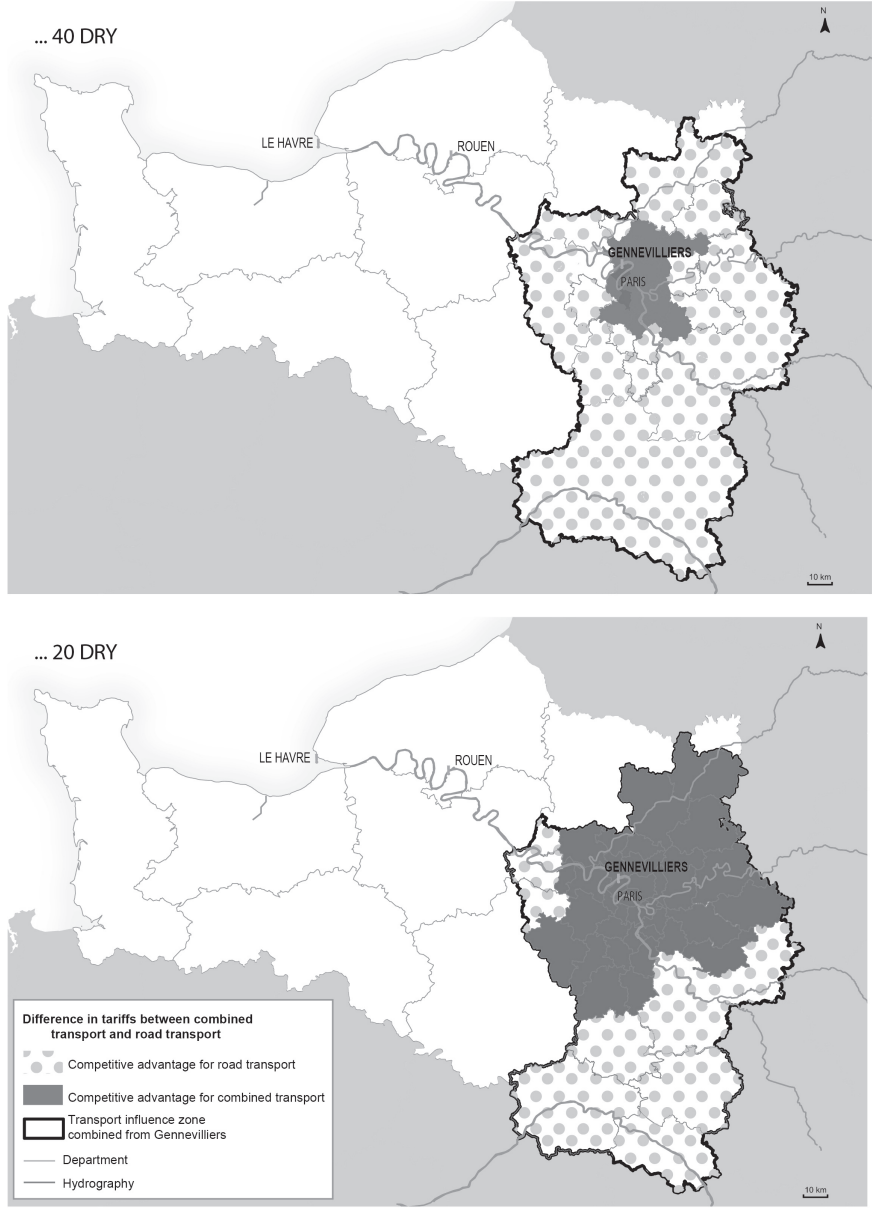 ... 40 DRY
N
LE HAVRE
ROUEN
GENNEVILLIERS
PARIS
10 km
... 20 DRY
N
LE HAVRE
ROUEN
GENNEVILLIERS
PARIS
Difference in tariffs between combined
transport and road transport
Competitive advantage for road transport
Competitive advantage for combined transport
Transport influence zone
combined from Gennevilliers
Department
Hydrography
10 km